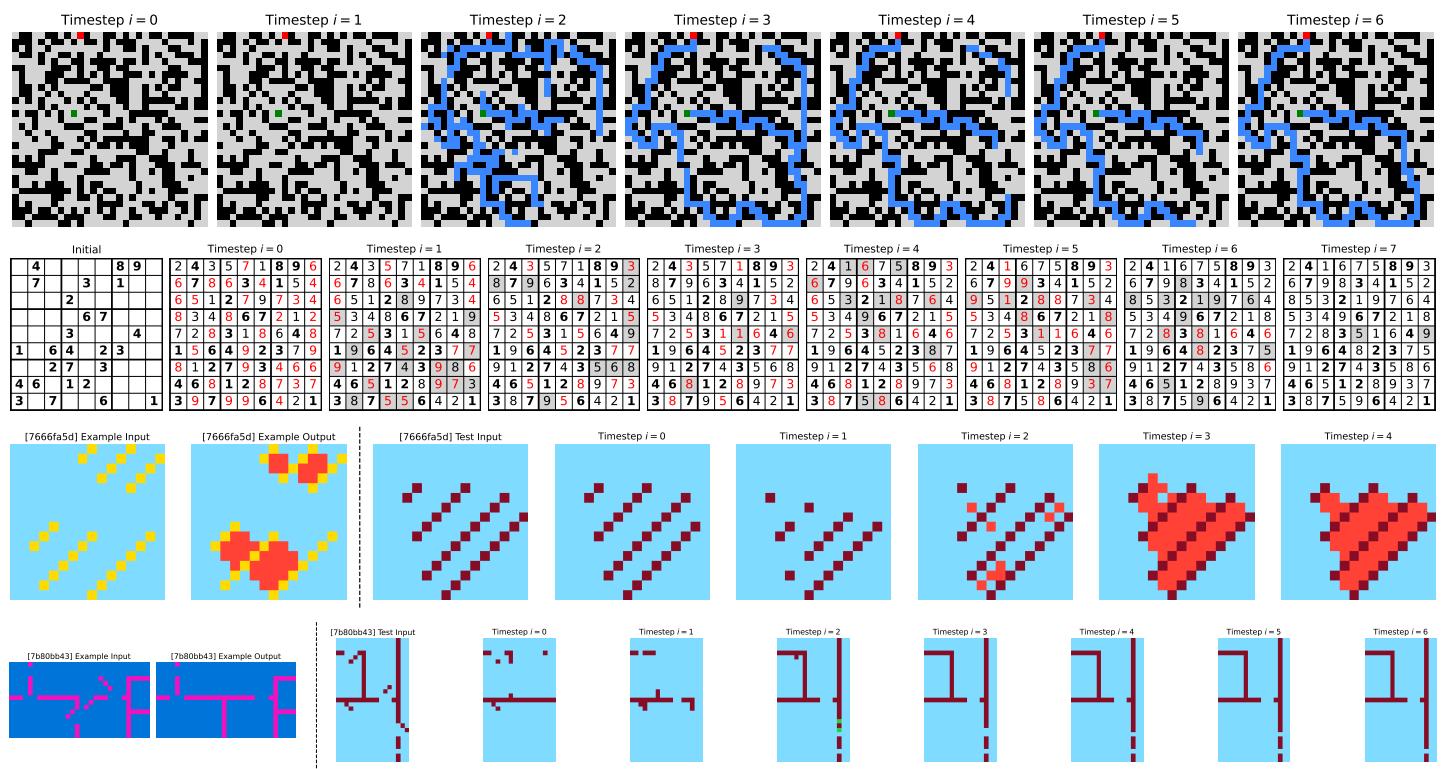 Timestep i = 0
Timestep i = 1
Timestep i = 2
Timestep i = 3
Timestep i = 4
Timestep i = 5
Timestep i = 6
Initial
4 8 9
7 3 1
2
6 7
3 4
1 6 4 2 3
2 7 3
4 6 1 2
3 7 6 1
Timestep i = 0
2 4 3 5 7 1 8 9 6
6 7 8 6 3 4 1 5 4
6 5 1 2 7 9 7 3 4
8 3 4 8 6 7 2 1 2
7 2 8 3 1 8 6 4 8
1 5 6 4 9 2 3 7 9
8 1 2 7 9 3 6 3 1
4 6 8 1 2 8 7 3 7
3 9 7 9 9 6 4 2 1
Timestep i = 1
2 4 3 5 7 1 8 9 6
6 7 8 6 3 4 1 5 4
6 5 1 2 8 9 7 3 4
5 3 4 8 6 7 2 1 9
7 2 5 3 1 5 6 4 8
1 9 6 4 5 2 3 7 7
9 1 2 7 4 3 9 8 6
4 6 5 1 2 8 9 7 3
3 8 7 5 5 6 4 2 1
Timestep i = 2
2 4 3 5 7 1 8 9 3
8 7 9 6 3 4 1 5 2
6 5 1 2 8 8 7 3 4
5 3 4 8 6 7 2 1 5
7 2 5 3 1 5 6 4 9
1 9 6 4 5 2 3 7 7
9 1 2 7 4 3 5 6 8
4 6 5 1 2 8 9 7 3
3 8 7 9 5 6 4 2 1
Timestep i = 3
2 4 3 5 7 1 8 9 3
6 7 9 6 3 4 1 5 2
6 5 1 2 8 9 7 3 4
5 3 4 8 6 7 2 1 5
7 2 5 3 1 1 6 4 6
1 9 6 4 5 2 3 7 7
9 1 2 7 4 3 5 8 6
4 6 8 1 2 8 9 7 3
3 8 7 9 5 6 4 2 1
Timestep i = 4
2 4 1 6 7 5 8 9 3
6 7 9 6 3 4 1 5 2
6 5 3 2 1 8 7 6 4
5 3 4 9 6 7 2 1 5
7 2 5 3 8 1 6 4 6
1 9 6 4 5 2 3 8 7
9 1 2 7 4 3 5 8 6
4 6 5 1 2 8 9 7 3
3 8 7 5 8 6 4 2 1
Timestep i = 5
2 4 1 6 7 5 8 9 3
6 7 9 9 3 4 1 5 2
9 5 1 2 8 8 7 3 4
5 3 4 8 6 7 2 1 8
7 2 5 3 1 1 6 4 6
1 9 6 4 5 2 3 7 7
9 1 2 7 4 3 5 8 6
4 6 5 1 2 8 9 3 7
3 8 7 5 8 6 4 2 1
Timestep i = 6
2 4 1 6 7 5 8 9 3
6 7 9 8 3 4 1 5 2
8 5 3 2 1 9 7 6 4
5 3 4 9 6 7 2 1 8
7 2 8 3 8 1 6 4 6
1 9 6 4 8 2 3 7 5
9 1 2 7 4 3 5 8 6
4 6 5 1 2 8 9 3 7
3 8 7 5 9 6 4 2 1
Timestep i = 7
2 4 1 6 7 5 8 9 3
6 7 9 8 3 4 1 5 2
8 5 3 2 1 9 7 6 4
5 3 4 9 6 7 2 1 8
7 2 8 3 5 1 6 4 9
1 9 6 4 8 2 3 7 5
9 1 2 7 4 3 5 8 6
4 6 5 1 2 8 9 3 7
3 8 7 5 9 6 4 2 1
[7666fa5d] Example Input
[7666fa5d] Example Output
[7666fa5d] Test Input
Timestep i = 0
Timestep i = 1
Timestep i = 2
Timestep i = 3
Timestep i = 4
[7b80bb43] Example Input
[7b80bb43] Example Output
[7b80bb43] Test Input
Timestep i = 0
Timestep i = 1
Timestep i = 2
Timestep i = 3
Timestep i = 4
Timestep i = 5
Timestep i = 6